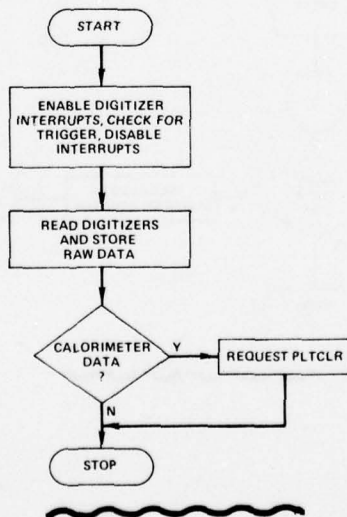 START
ENABLE DIGITIZER
INTERRUPTS, CHECK FOR
TRIGGER, DISABLE
INTERRUPTS
READ DIGITIZERS
AND STORE
RAW DATA
CALORIMETER
DATA
?
Y
REQUEST PLTCLR
N
STOP